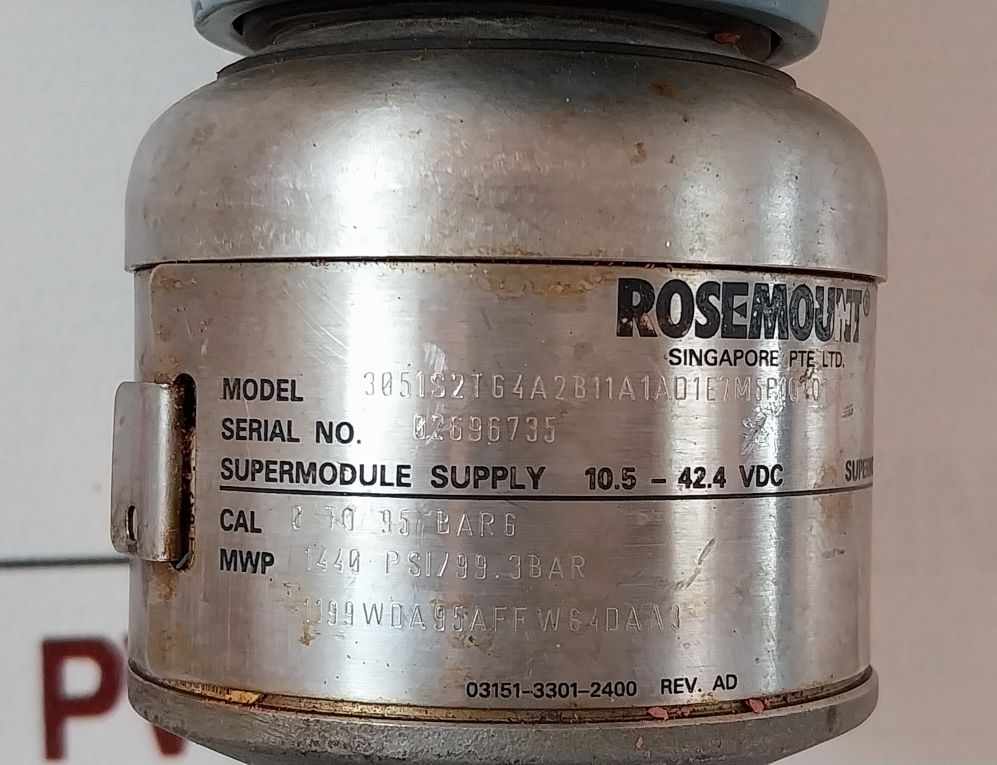 ROSEMOUNT®
SINGAPORE PTE LTD.
MODEL
SERIAL NO. 02696735
SUPERMODULE SUPPLY 10.5 – 42.4 VDC
CAL 0 TO 95 BARG
MWP 1440 PSI/99.3BAR
1199WDA95AFFW64DAA3
03151-3301-2400 REV. AD